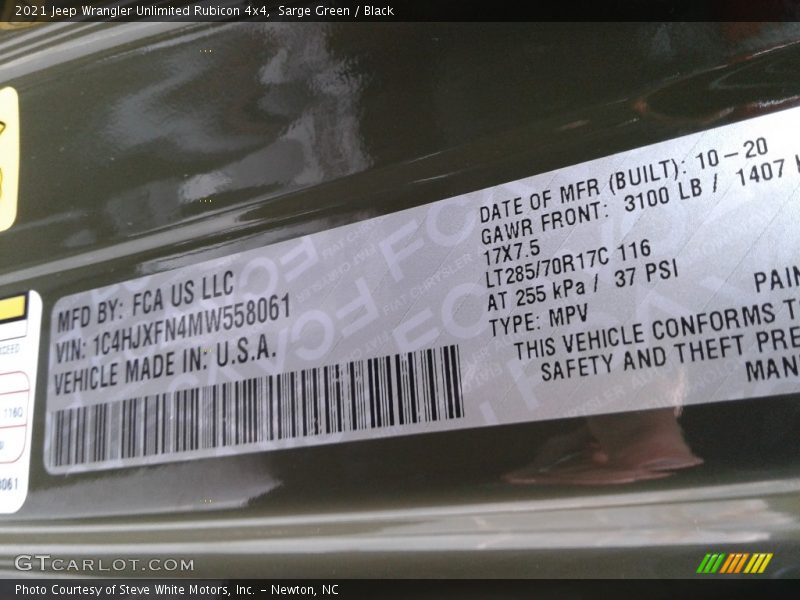 2021 Jeep Wrangler Unlimited Rubicon 4x4, Sarge Green / Black
MFD BY: FCA US LLC
VIN: 1C4HJXFN4MW558061
VEHICLE MADE IN: U.S.A.
DATE OF MFR (BUILT): 10-20
GAWR FRONT: 3100 LB / 1407
17X7.5
LT285/70R17C 116
AT 255 kPa / 37 PSI
TYPE: MPV
PAIN
THIS VEHICLE CONFORMS T
SAFETY AND THEFT PRE
MAN
XCEED
116Q
8061
GTCARLOT.COM
Photo Courtesy of Steve White Motors, Inc. – Newton, NC